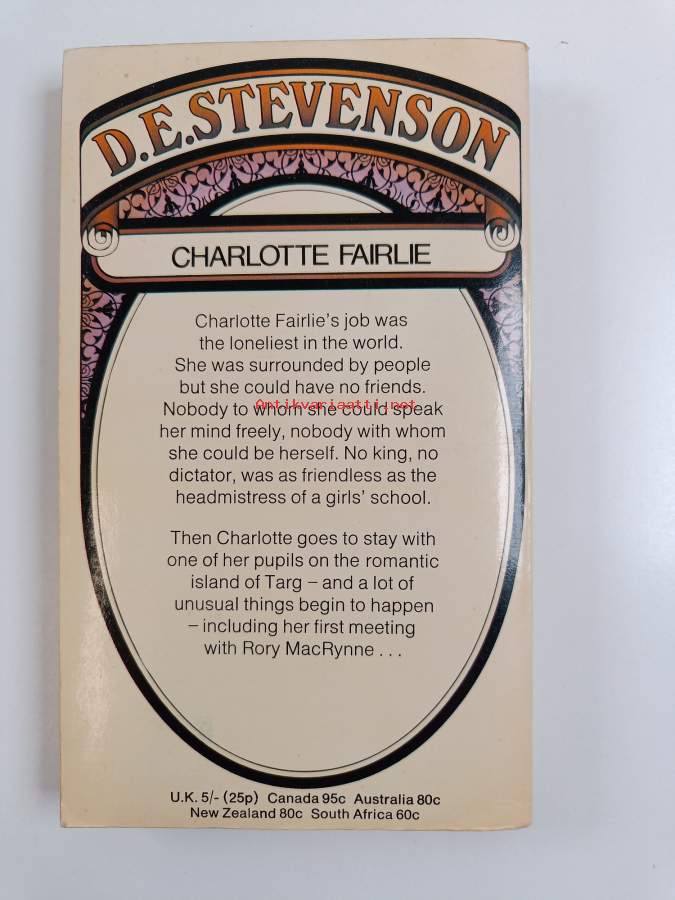 D.E.STEVENSON
CHARLOTTE FAIRLIE
Charlotte Fairlie's job was
the loneliest in the world.
She was surrounded by people
but she could have no friends.
Antikvariaatti.net
Nobody to whom she could speak
her mind freely, nobody with whom
she could be herself. No king, no
dictator, was as friendless as the
headmistress of a girls' school.
Then Charlotte goes to stay with
one of her pupils on the romantic
island of Targ – and a lot of
unusual things begin to happen
– including her first meeting
with Rory MacRynne . . .
U.K. 5/- (25p) Canada 95c Australia 80c
New Zealand 80c South Africa 60c